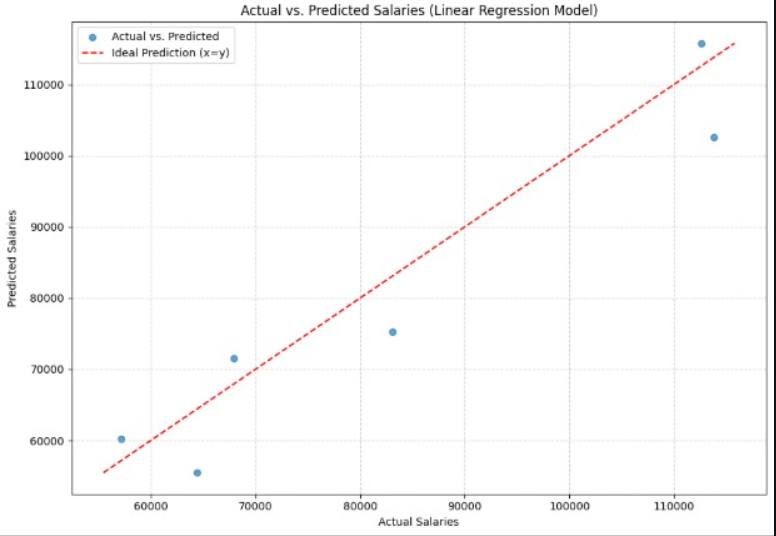 Actual vs. Predicted Salaries (Linear Regression Model)
Actual vs. Predicted
Ideal Prediction (x=y)
110000
100000
90000
80000
70000
60000
Predicted Salaries
60000 70000 80000 90000 100000 110000
Actual Salaries